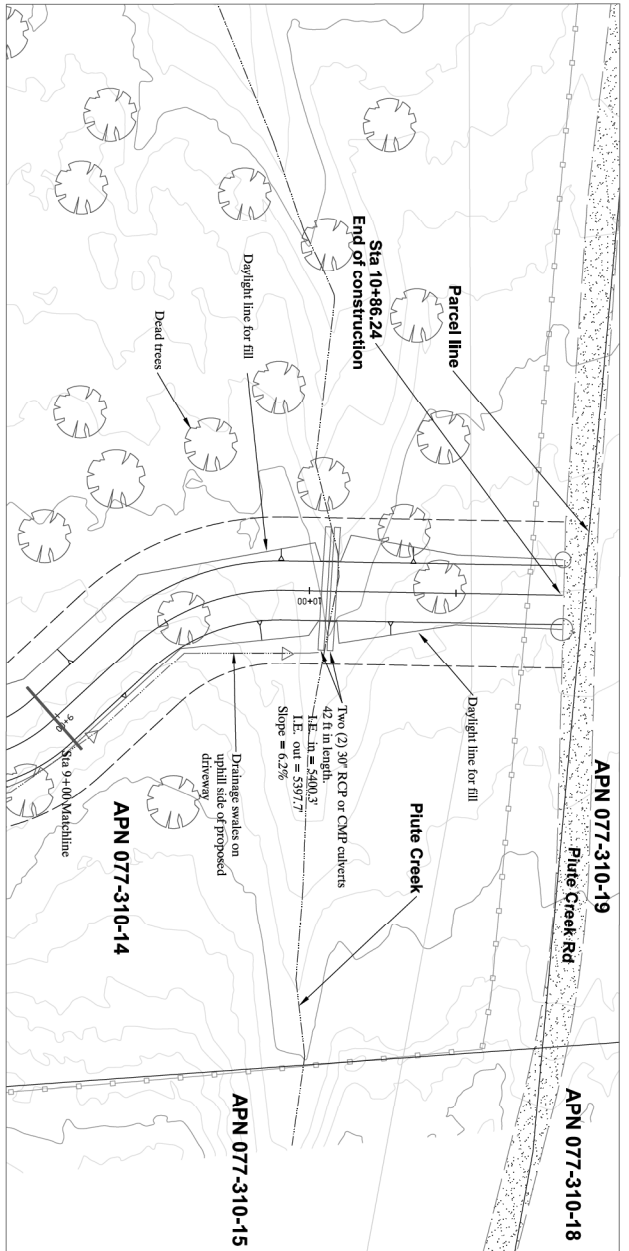 APN 077-310-19
Piute Creek Rd
APN 077-310-18
Parcel line
Sta 10+86.24
End of construction
Daylight line for fill
Dead trees
Daylight line for fill
10+00
Two (2) 30" RCP or CMP culverts
42 ft in length.
I.E. in = 5400.3'
I.E. out = 5397.7'
Slope = 6.2%
Piute Creek
Drainage swales on
uphill side of proposed
driveway
Sta 9+00 Matchline
APN 077-310-14
APN 077-310-15